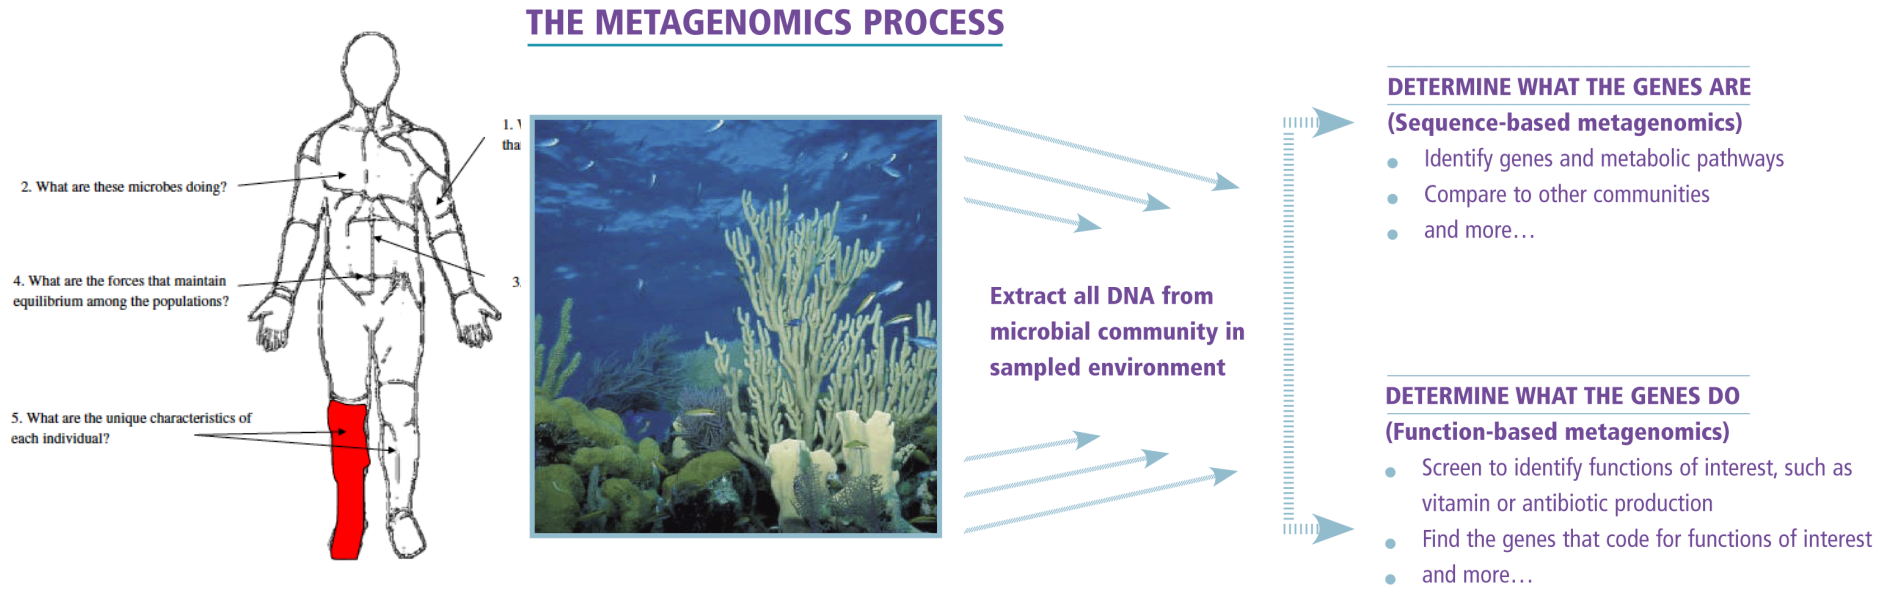 THE METAGENOMICS PROCESS
1.
tha
2. What are these microbes doing?
3.
4. What are the forces that maintain
equilibrium among the populations?
5. What are the unique characteristics of
each individual?
Extract all DNA from
microbial community in
sampled environment
DETERMINE WHAT THE GENES ARE
(Sequence-based metagenomics)
• Identify genes and metabolic pathways
• Compare to other communities
• and more…
DETERMINE WHAT THE GENES DO
(Function-based metagenomics)
• Screen to identify functions of interest, such as
vitamin or antibiotic production
• Find the genes that code for functions of interest
• and more…